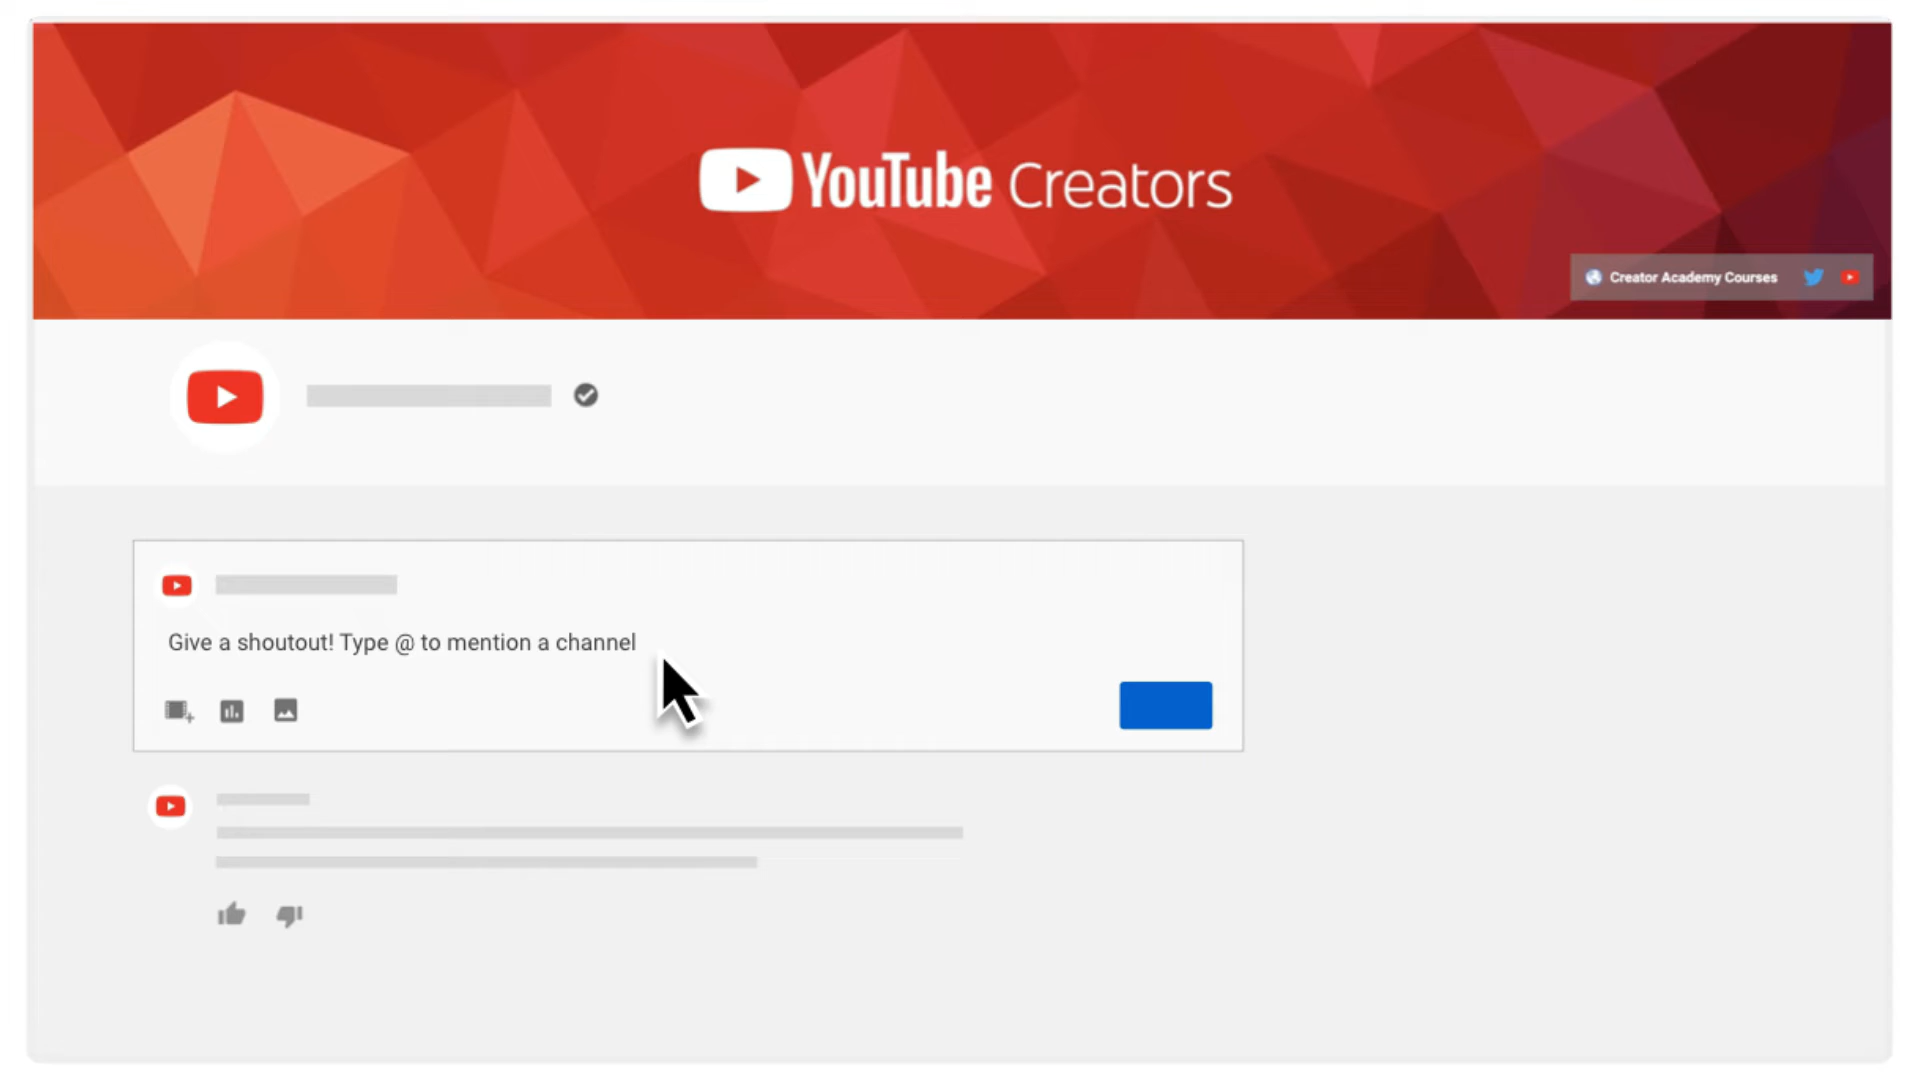 YouTube Creators
Creator Academy Courses
Give a shoutout! Type @ to mention a channel